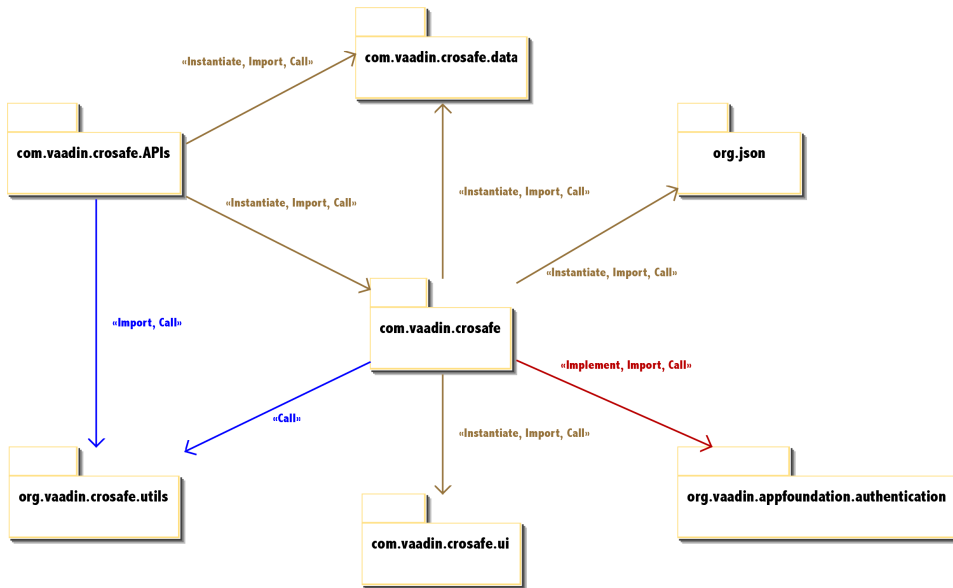 com.vaadin.crosafe.data
«Instantiate, Import, Call»
com.vaadin.crosafe.APIs
org.json
«Instantiate, Import, Call»
«Instantiate, Import, Call»
«Instantiate, Import, Call»
«Import, Call»
com.vaadin.crosafe
«Implement, Import, Call»
«Call»
«Instantiate, Import, Call»
org.vaadin.crosafe.utils
org.vaadin.appfoundation.authentication
com.vaadin.crosafe.ui